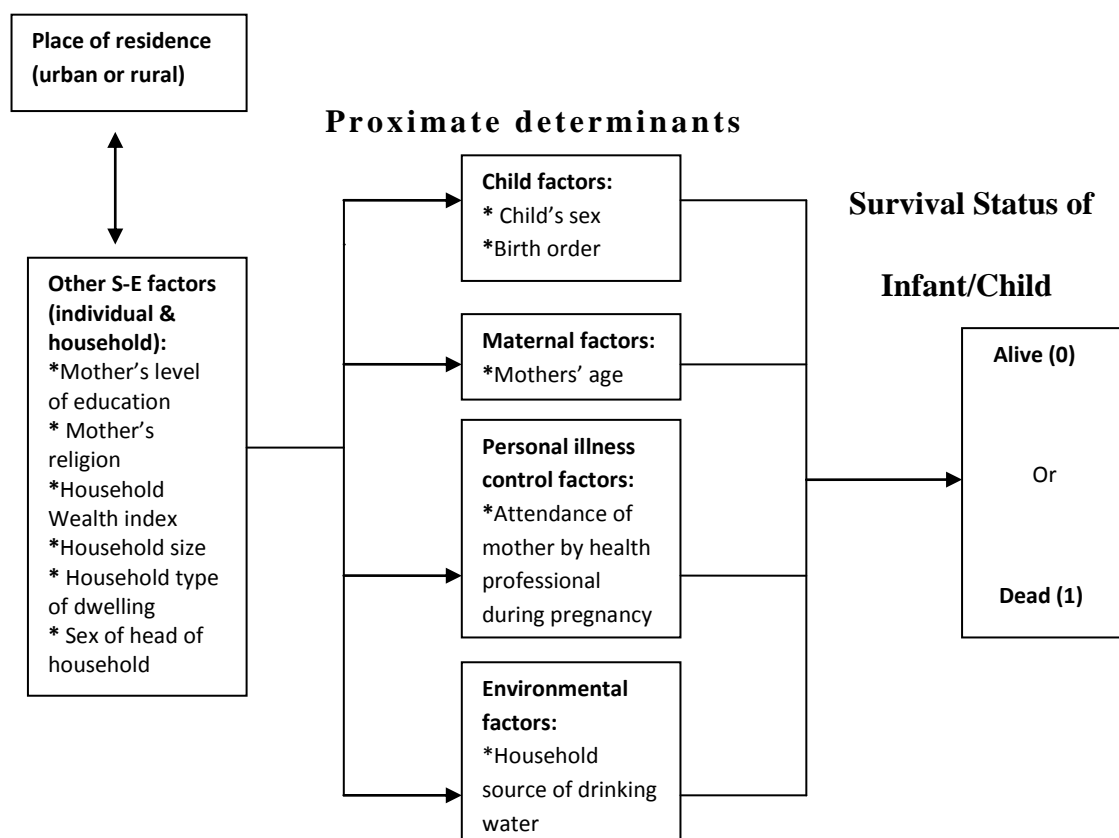 Place of residence
(urban or rural)
Proximate determinants
Child factors:
* Child’s sex
*Birth order
Survival Status of
Infant/Child
Other S-E factors
(individual &
household):
*Mother’s level
of education
* Mother’s
religion
*Household
Wealth index
*Household size
* Household type
of dwelling
* Sex of head of
household
Maternal factors:
*Mothers’ age
Personal illness
control factors:
*Attendance of
mother by health
professional
during pregnancy
Environmental
factors:
*Household
source of drinking
water
Alive (0)
Or
Dead (1)